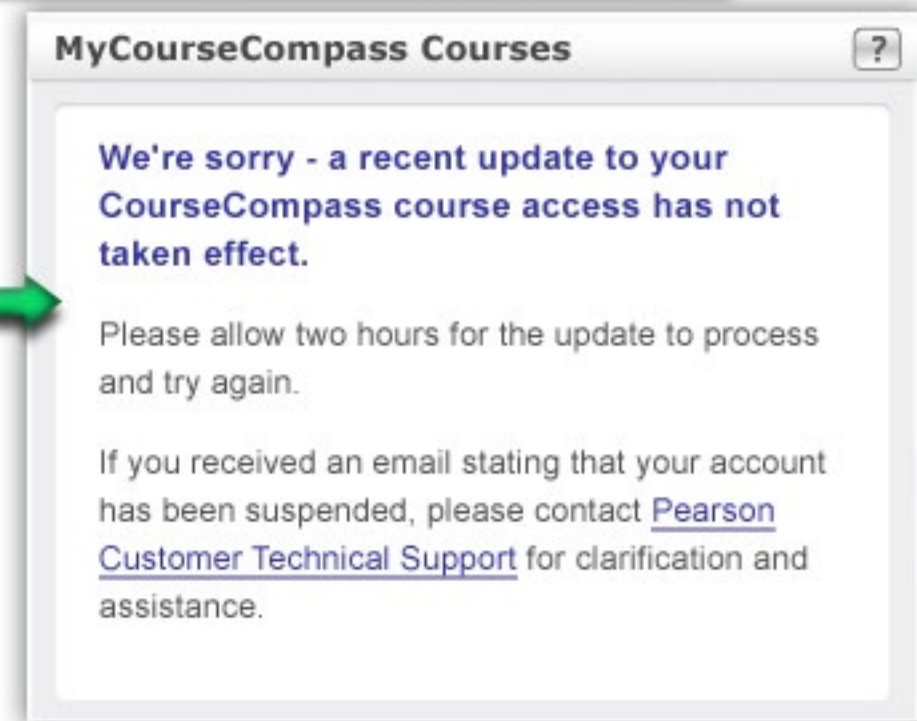 MyCourseCompass Courses
?
We're sorry - a recent update to your
CourseCompass course access has not
taken effect.
Please allow two hours for the update to process
and try again.
If you received an email stating that your account
has been suspended, please contact Pearson
Customer Technical Support for clarification and
assistance.